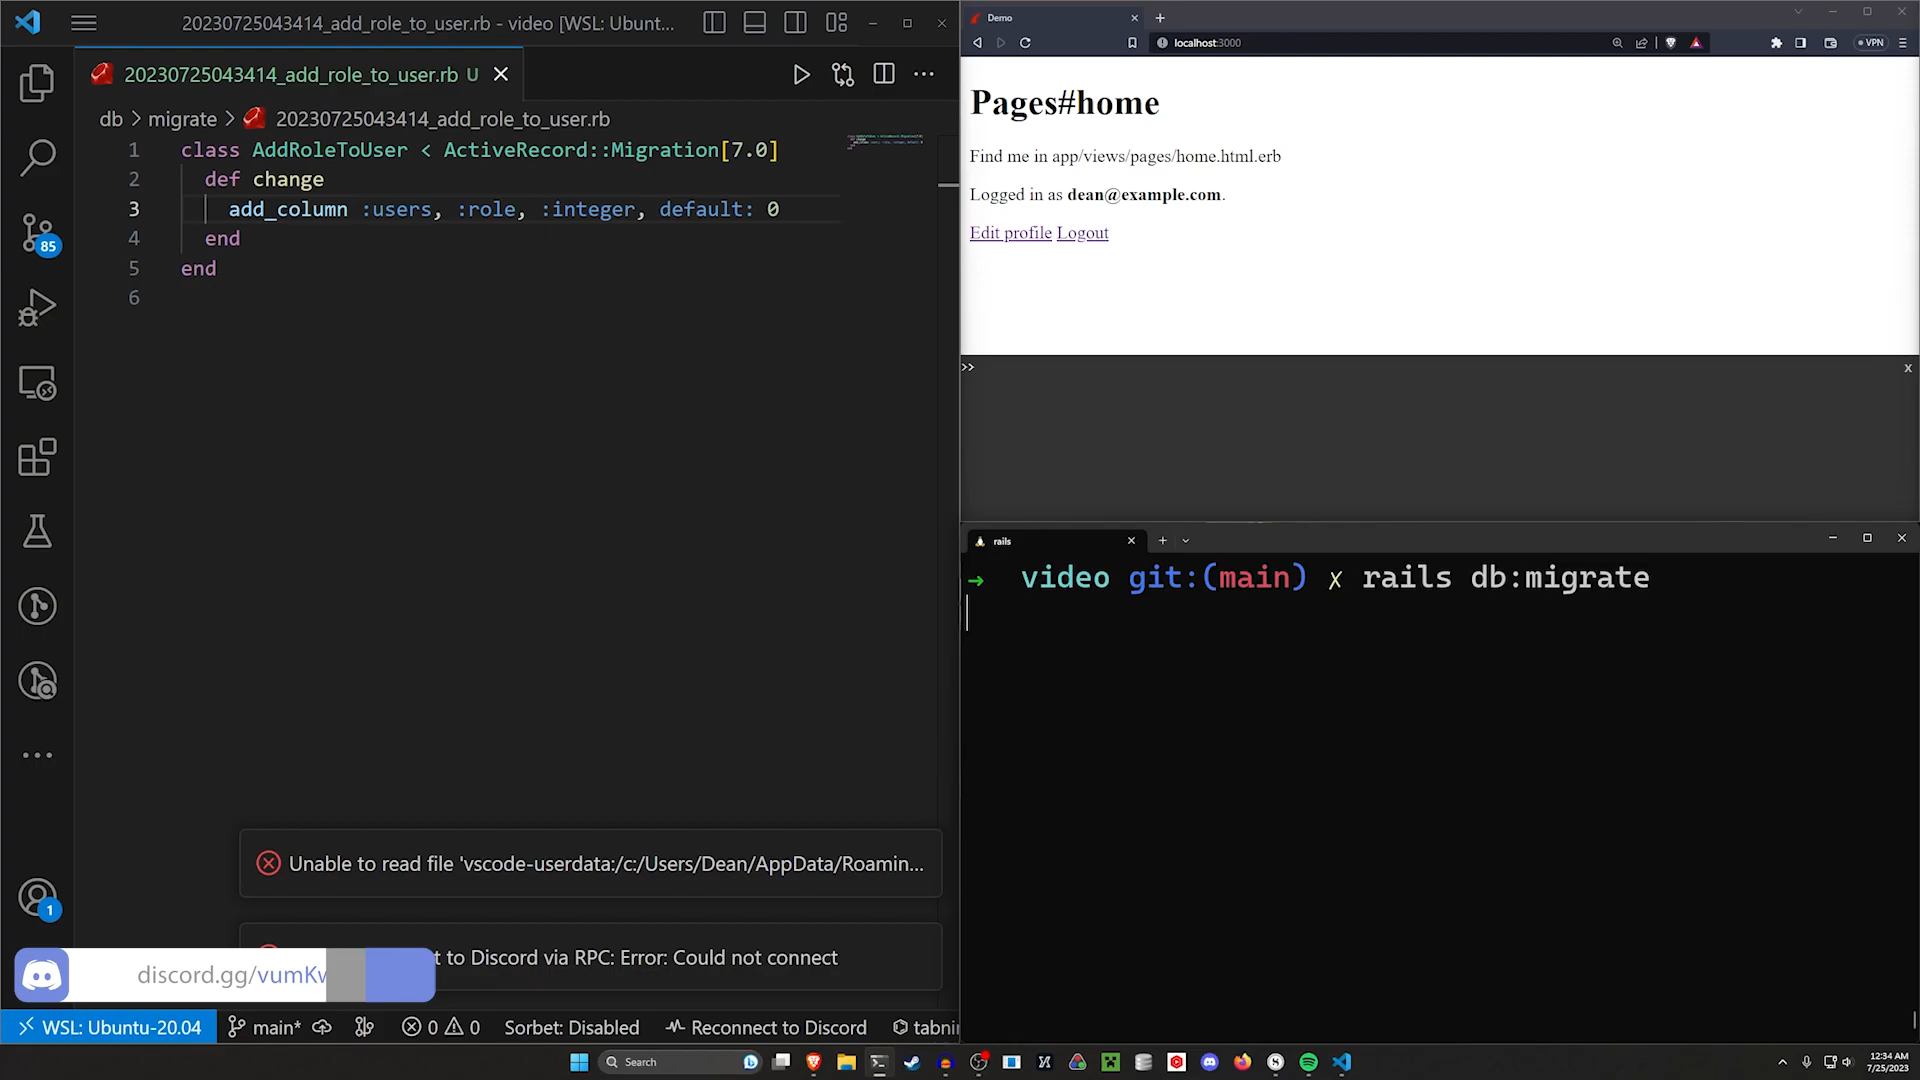 20230725043414_add_role_to_user.rb - video [WSL: Ubunt...
20230725043414_add_role_to_user.rb U
db > migrate > 20230725043414_add_role_to_user.rb
1 class AddRoleToUser < ActiveRecord::Migration[7.0]
2 def change
3 add_column :users, :role, :integer, default: 0
4 end
5 end
6
85
1
Unable to read file 'vscode-userdata:/c:/Users/Dean/AppData/Roamin...
t to Discord via RPC: Error: Could not connect
discord.gg/vumKv
WSL: Ubuntu-20.04 main* 0 0 Sorbet: Disabled Reconnect to Discord tabnin
Demo
localhost:3000
VPN
Pages#home
Find me in app/views/pages/home.html.erb
Logged in as dean@example.com.
Edit profile Logout
>> x
rails
→ video git:(main) ✗ rails db:migrate
Search
12:34 AM
7/25/2023